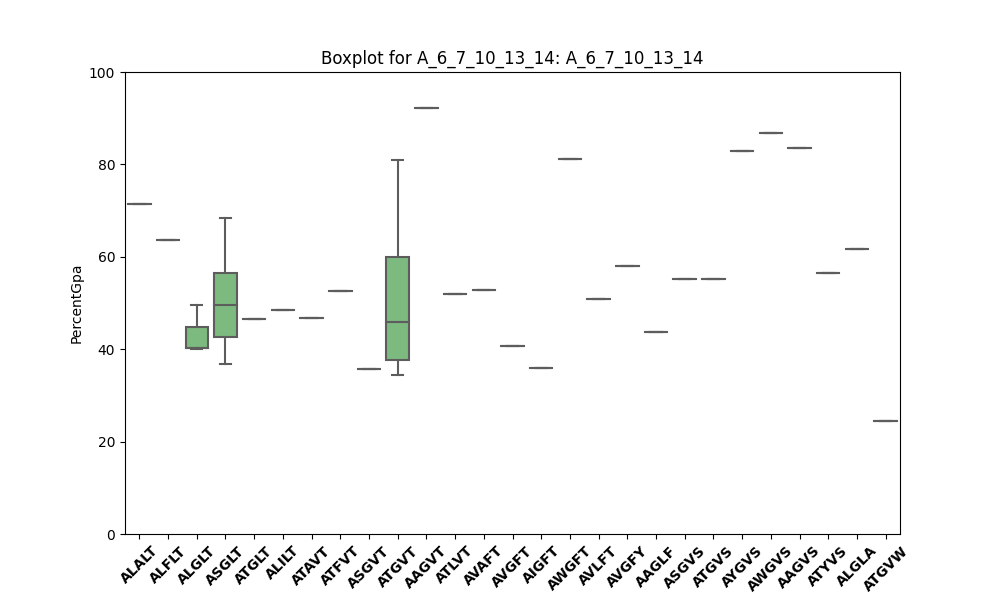 Boxplot for A_6_7_10_13_14: A_6_7_10_13_14
PercentGpa
100
80
60
40
20
0
ALALT
ALFLT
ALGLT
ASGLT
ATGLT
ALILT
ATAVT
ATFVT
ASGVT
ATGVT
AAGVT
ATLVT
AVAFT
AVGFT
AIGFT
AWGFT
AVLFT
AVGFY
AAGLF
ASGVS
ATGVS
AYGVS
AWGVS
AAGVS
ATYVS
ALGLA
ATGVW